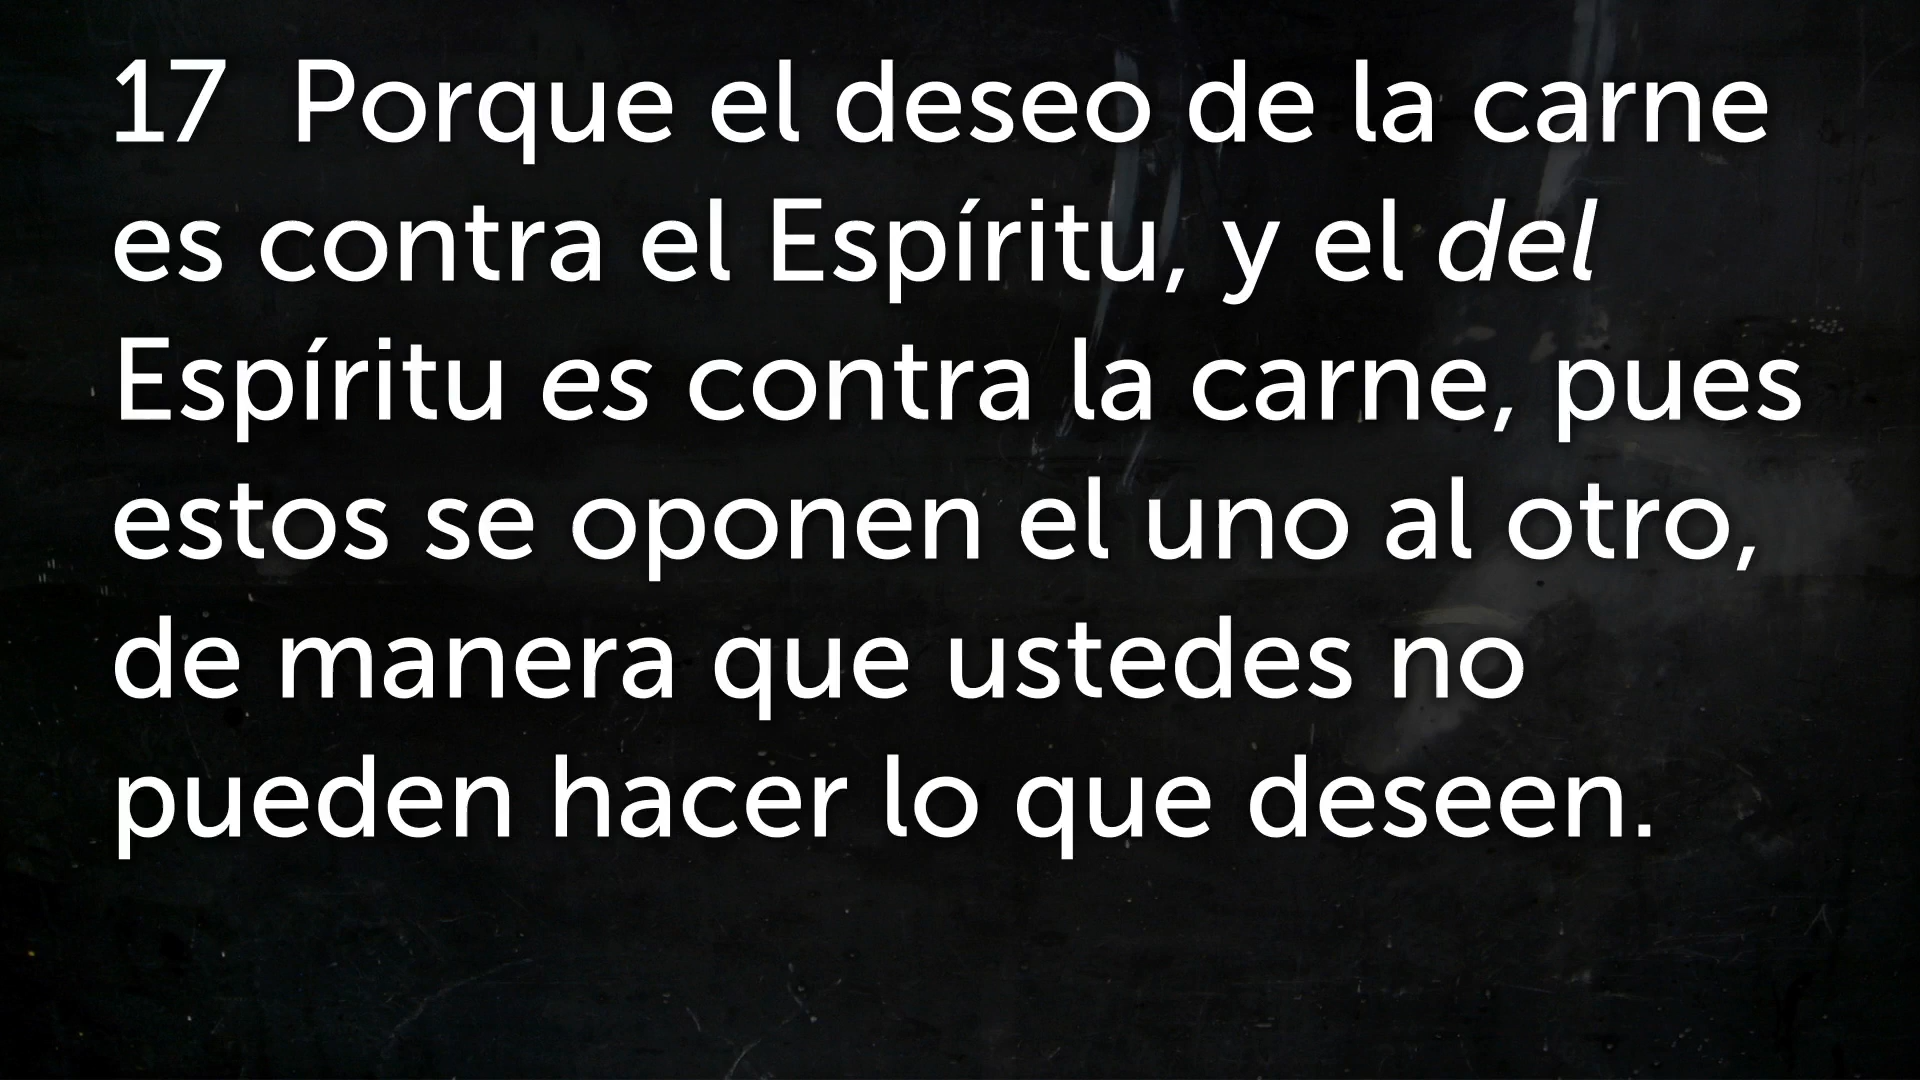 17 Porque el deseo de la carne
es contra el Espíritu, y el del
Espíritu es contra la carne, pues
estos se oponen el uno al otro,
de manera que ustedes no
pueden hacer lo que deseen.